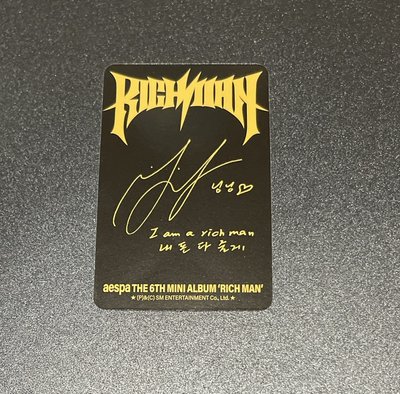 RICH MAN
닝닝♡
I am a rich man
내 돈 다 줄게
aespa THE 6TH MINI ALBUM 'RICH MAN'
★ (P)&(C) SM ENTERTAINMENT Co., Ltd. ★